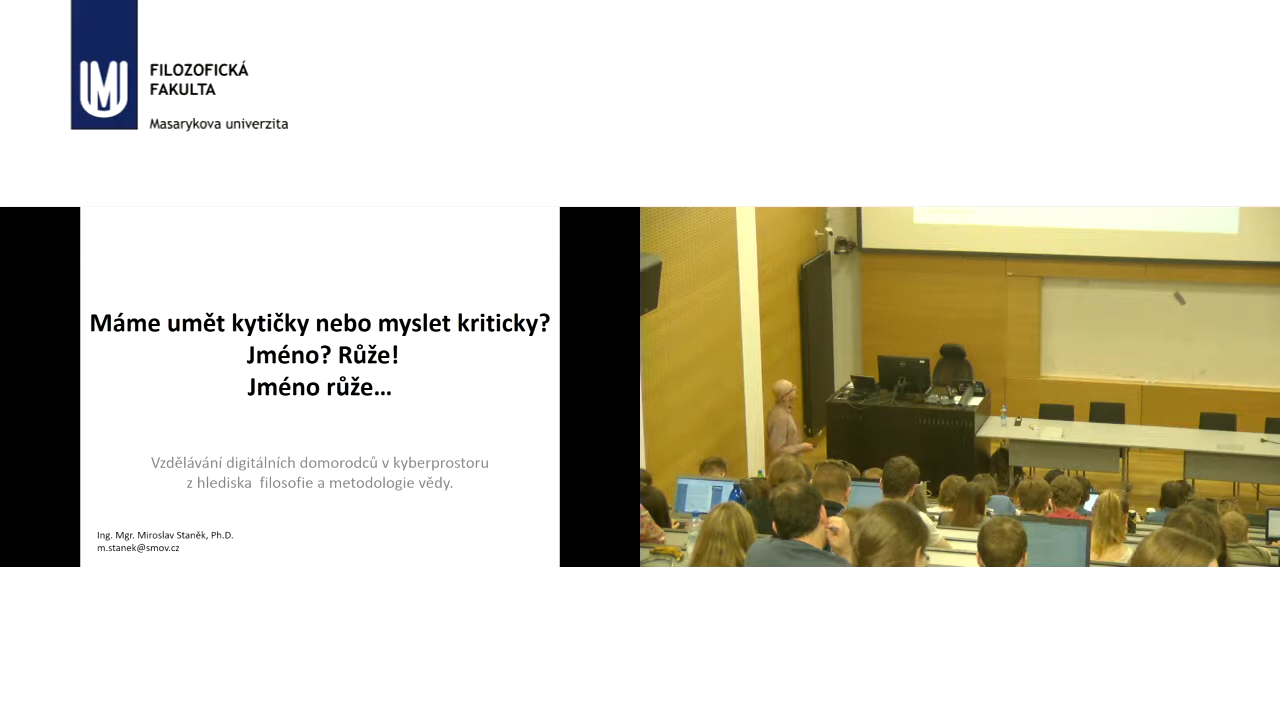 FILOZOFICKÁ
FAKULTA
Masarykova univerzita
Máme umět kytičky nebo myslet kriticky?
Jméno? Růže!
Jméno růže…
Vzdělávání digitálních domorodců v kyberprostoru
z hlediska filosofie a metodologie vědy.
Ing. Mgr. Miroslav Staněk, Ph.D.
m.stanek@smov.cz